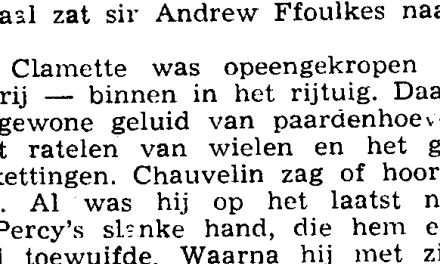 aal zat sir Andrew Ffoulkes naa
Clamette was opeengekropen
rij — binnen in het rijtuig. Daa
gewone geluid van paardenhoev
t ratelen van wielen en het g
kettingen. Chauvelin zag of hoor
. Al was hij op het laatst n
Percy's slanke hand, die hem e
i toewuifde. Waarna hij met zi